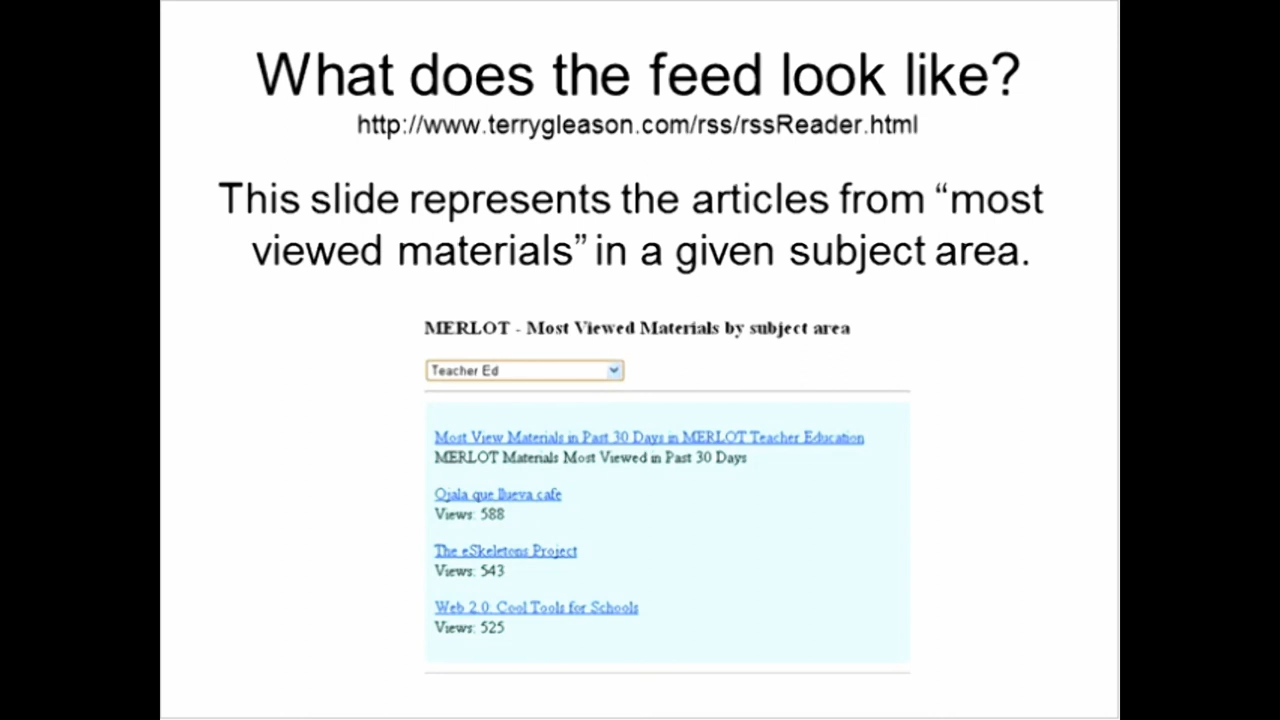 What does the feed look like?
http://www.terrygleason.com/rss/rssReader.html
This slide represents the articles from “most
viewed materials” in a given subject area.
MERLOT - Most Viewed Materials by subject area
Teacher Ed
Most View Materials in Past 30 Days in MERLOT Teacher Education
MERLOT Materials Most Viewed in Past 30 Days
Ojala que llueva cafe
Views: 588
The eSkeletons Project
Views: 543
Web 2.0: Cool Tools for Schools
Views: 525